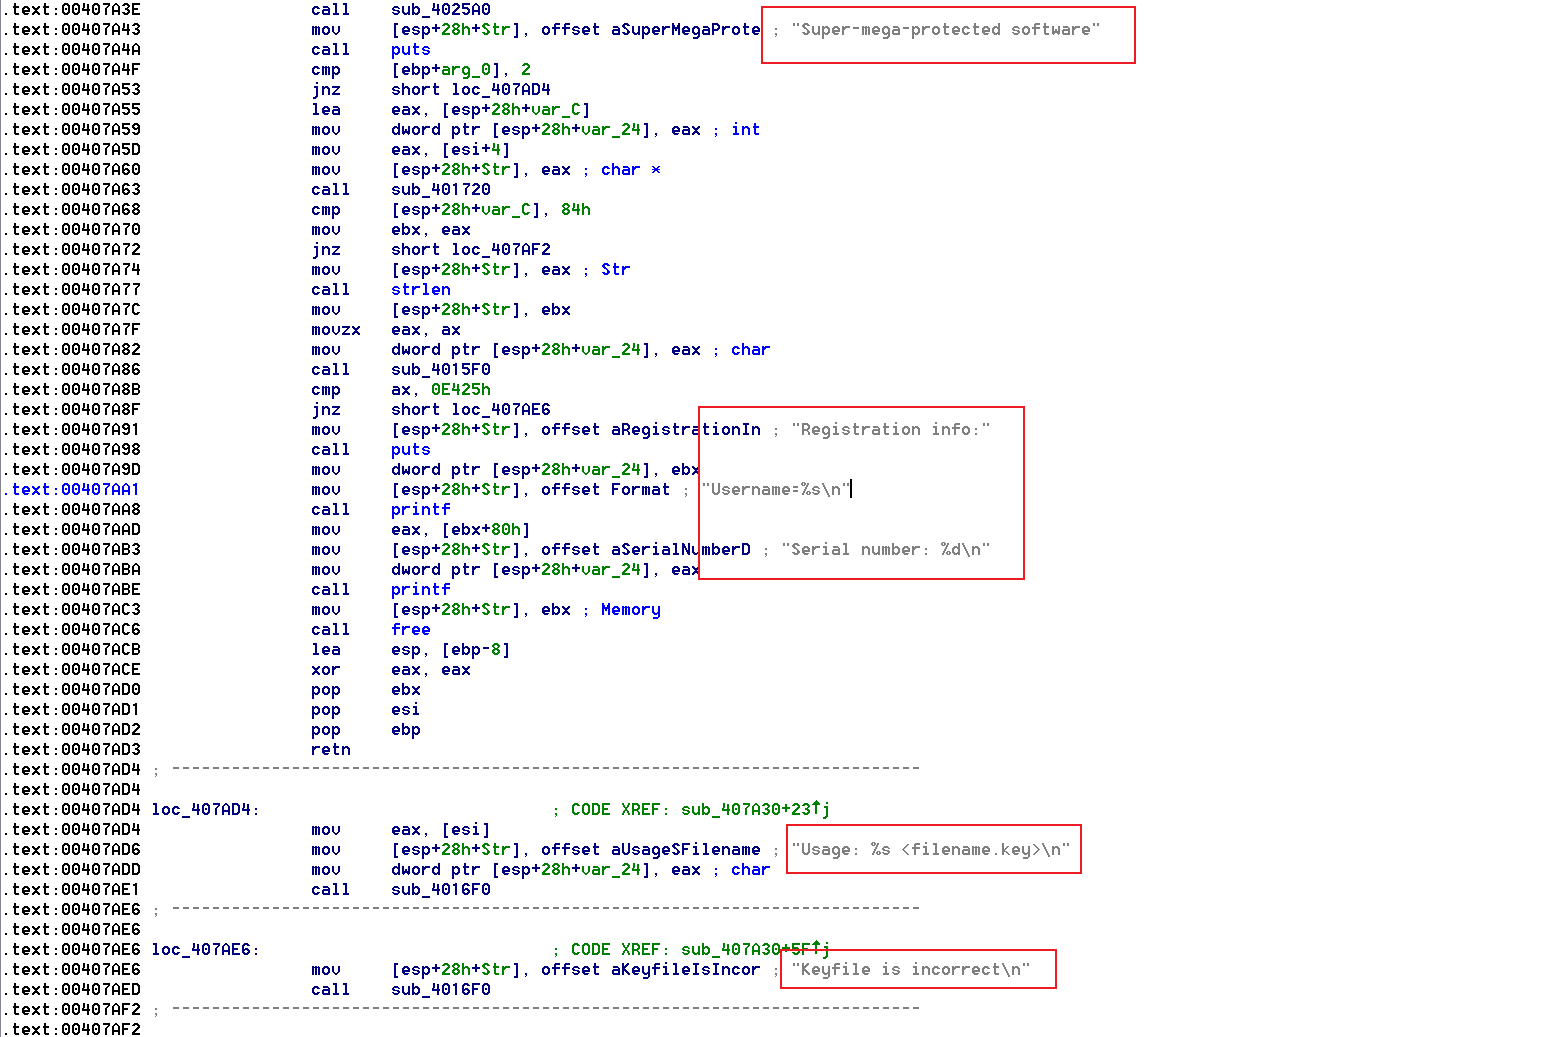 .text:00407A3E call sub_4025A0
.text:00407A43 mov [esp+28h+Str], offset aSuperMegaProte ; "Super-mega-protected software"
.text:00407A4A call puts
.text:00407A4F cmp [ebp+arg_0], 2
.text:00407A53 jnz short loc_407AD4
.text:00407A55 lea eax, [esp+28h+var_C]
.text:00407A59 mov dword ptr [esp+28h+var_24], eax ; int
.text:00407A5D mov eax, [esi+4]
.text:00407A60 mov [esp+28h+Str], eax ; char *
.text:00407A63 call sub_401720
.text:00407A68 cmp [esp+28h+var_C], 84h
.text:00407A70 mov ebx, eax
.text:00407A72 jnz short loc_407AF2
.text:00407A74 mov [esp+28h+Str], eax ; Str
.text:00407A77 call strlen
.text:00407A7C mov [esp+28h+Str], ebx
.text:00407A7F movzx eax, ax
.text:00407A82 mov dword ptr [esp+28h+var_24], eax ; char
.text:00407A86 call sub_4015F0
.text:00407A8B cmp ax, 0E425h
.text:00407A8F jnz short loc_407AE6
.text:00407A91 mov [esp+28h+Str], offset aRegistrationIn ; "Registration info:"
.text:00407A98 call puts
.text:00407A9D mov dword ptr [esp+28h+var_24], ebx
.text:00407AA1 mov [esp+28h+Str], offset Format ; "Username=%s\n"
.text:00407AA8 call printf
.text:00407AAD mov eax, [ebx+80h]
.text:00407AB3 mov [esp+28h+Str], offset aSerialNumberD ; "Serial number: %d\n"
.text:00407ABA mov dword ptr [esp+28h+var_24], eax
.text:00407ABE call printf
.text:00407AC3 mov [esp+28h+Str], ebx ; Memory
.text:00407AC6 call free
.text:00407ACB lea esp, [ebp-8]
.text:00407ACE xor eax, eax
.text:00407AD0 pop ebx
.text:00407AD1 pop esi
.text:00407AD2 pop ebp
.text:00407AD3 retn
.text:00407AD4 ; ---------------------------------------------------------------------------
.text:00407AD4
.text:00407AD4 loc_407AD4: ; CODE XREF: sub_407A30+23↑j
.text:00407AD4 mov eax, [esi]
.text:00407AD6 mov [esp+28h+Str], offset aUsageSFilename ; "Usage: %s <filename.key>\n"
.text:00407ADD mov dword ptr [esp+28h+var_24], eax ; char
.text:00407AE1 call sub_4016F0
.text:00407AE6 ; ---------------------------------------------------------------------------
.text:00407AE6
.text:00407AE6 loc_407AE6: ; CODE XREF: sub_407A30+5F↑j
.text:00407AE6 mov [esp+28h+Str], offset aKeyfileIsIncor ; "Keyfile is incorrect\n"
.text:00407AED call sub_4016F0
.text:00407AF2 ; ---------------------------------------------------------------------------
.text:00407AF2